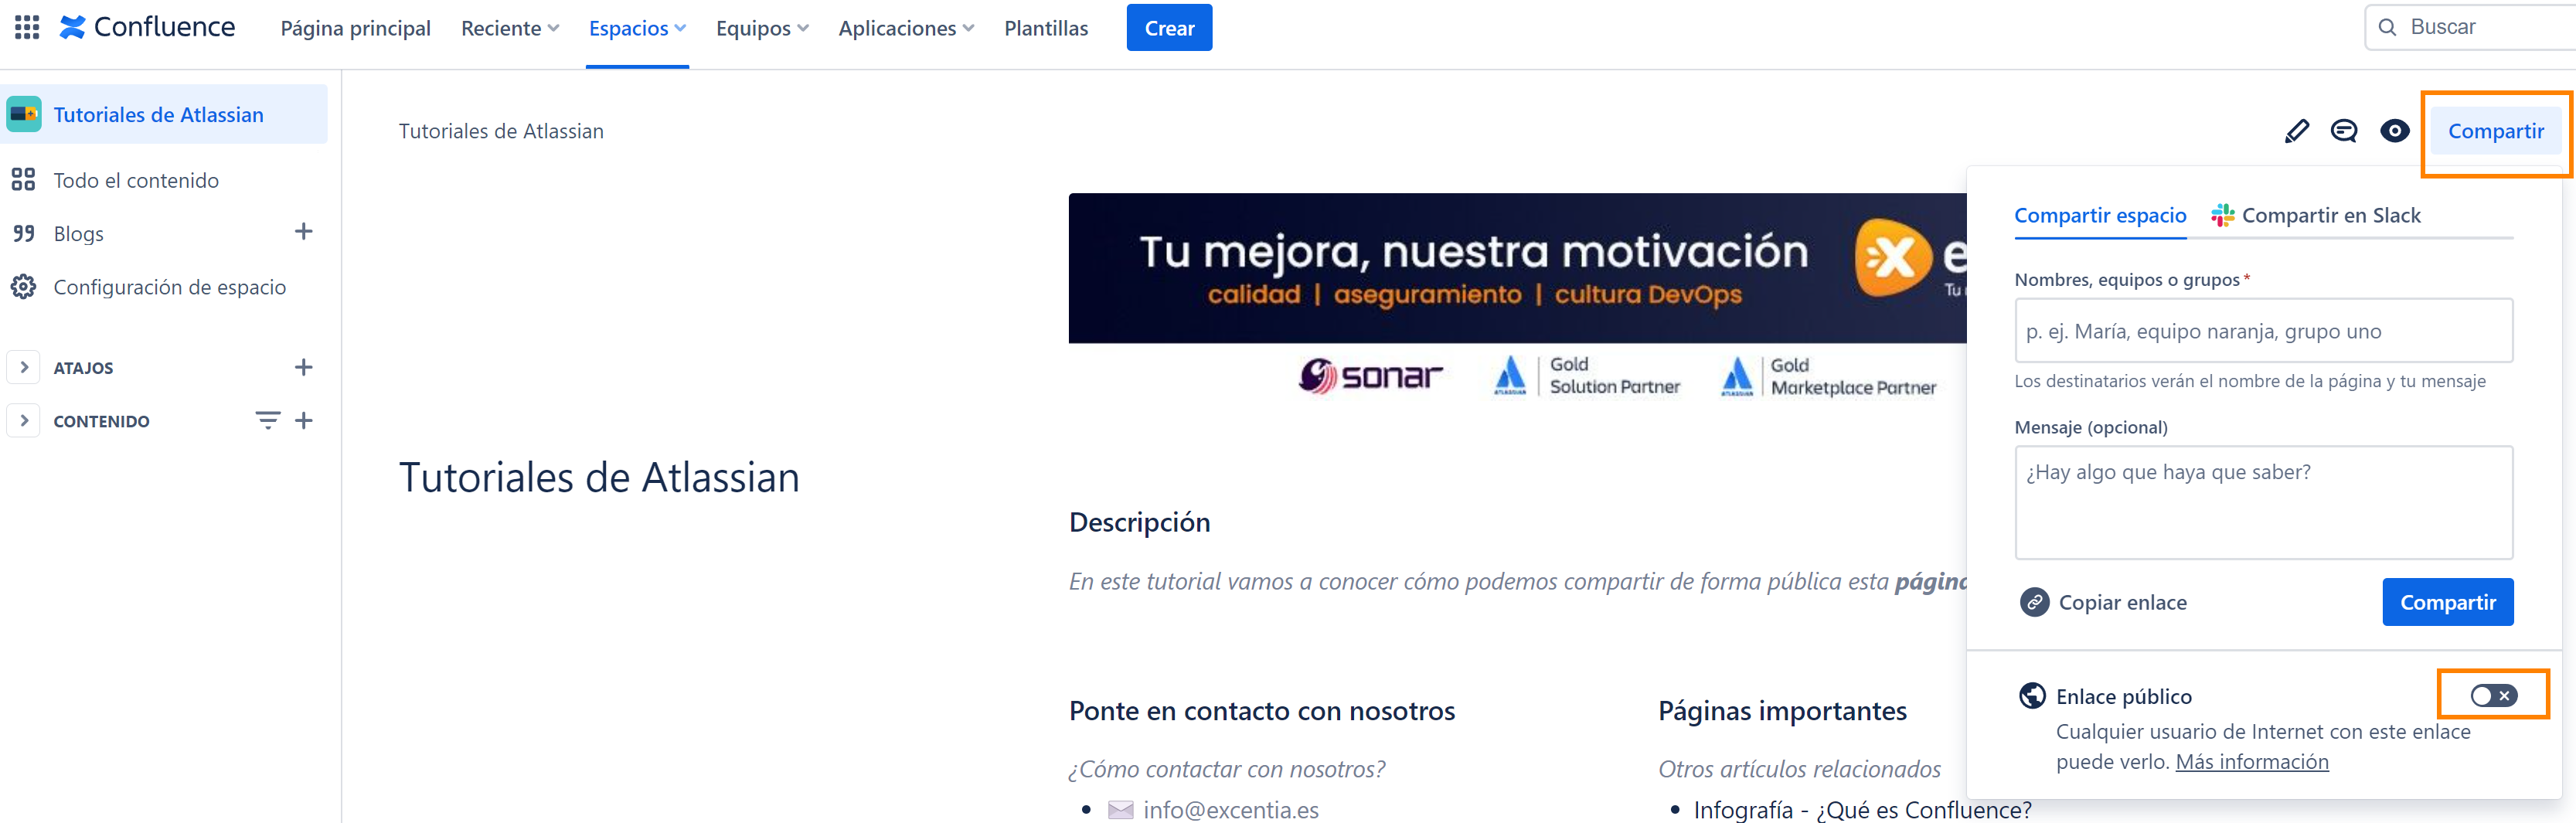 Confluence
Página principal
Reciente
Espacios
Equipos
Aplicaciones
Plantillas
Crear
Buscar
Tutoriales de Atlassian
Todo el contenido
Blogs
Configuración de espacio
ATAJOS
CONTENIDO
Tutoriales de Atlassian
Compartir
Tu mejora, nuestra motivación
calidad | aseguramiento | cultura DevOps
e
Tu
sonar
ATLASSIAN
Gold
Solution Partner
ATLASSIAN
Gold
Marketplace Partner
Tutoriales de Atlassian
Descripción
En este tutorial vamos a conocer cómo podemos compartir de forma pública esta página
Ponte en contacto con nosotros
¿Cómo contactar con nosotros?
info@excentia.es
Páginas importantes
Otros artículos relacionados
Infografía - ¿Qué es Confluence?
Compartir espacio
Compartir en Slack
Nombres, equipos o grupos*
p. ej. María, equipo naranja, grupo uno
Los destinatarios verán el nombre de la página y tu mensaje
Mensaje (opcional)
¿Hay algo que haya que saber?
Copiar enlace
Compartir
Enlace público
Cualquier usuario de Internet con este enlace
puede verlo. Más información